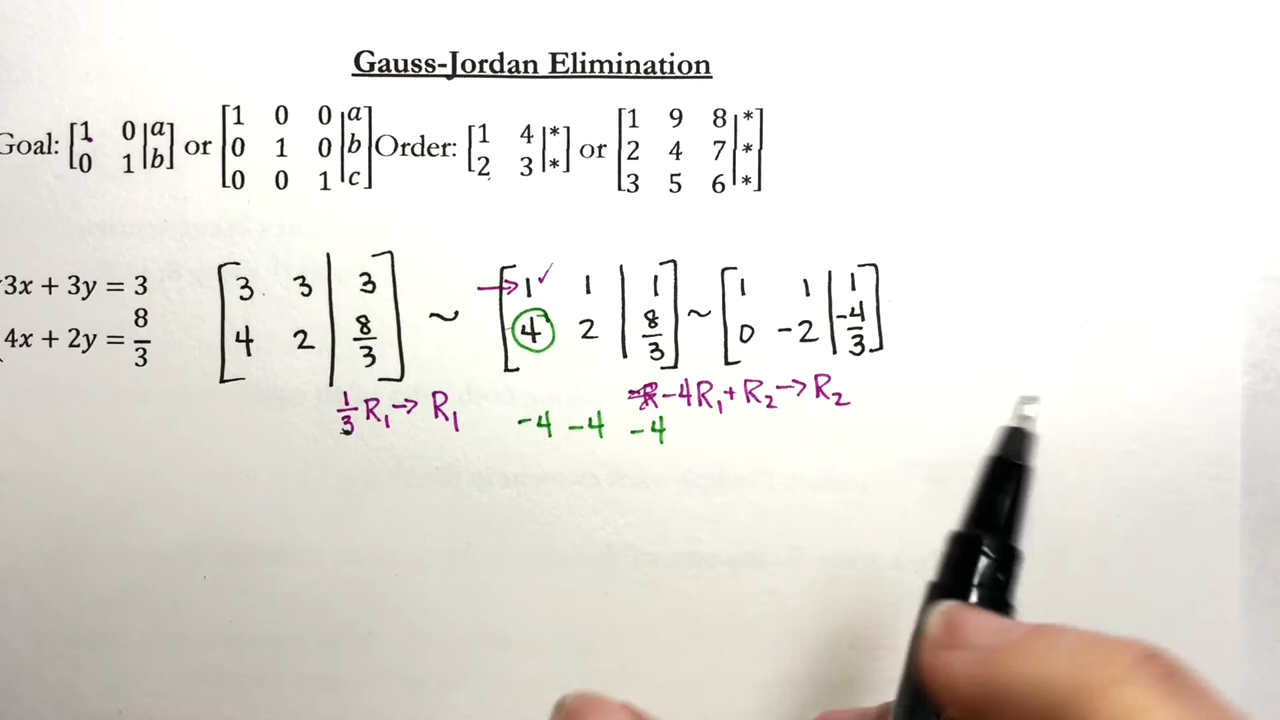 Gauss-Jordan Elimination
Goal: [1 0 | a] or [1 0 0 | a] Order: [1 4 | *] or [1 9 8 | *]
[0 1 | b] [0 1 0 | b] [2 3 | *] [2 4 7 | *]
[0 0 1 | c] [3 5 6 | *]
3x + 3y = 3
4x + 2y = 8/3
[3 3 | 3] ~ [1 ✓ 1 | 1] ~ [1 1 | 1]
[4 2 | 8/3] [4 2 | 8/3] [0 -2 | -4/3]
1/3 R₁ → R₁
-4R₁ + R₂ → R₂
-4 -4 -4